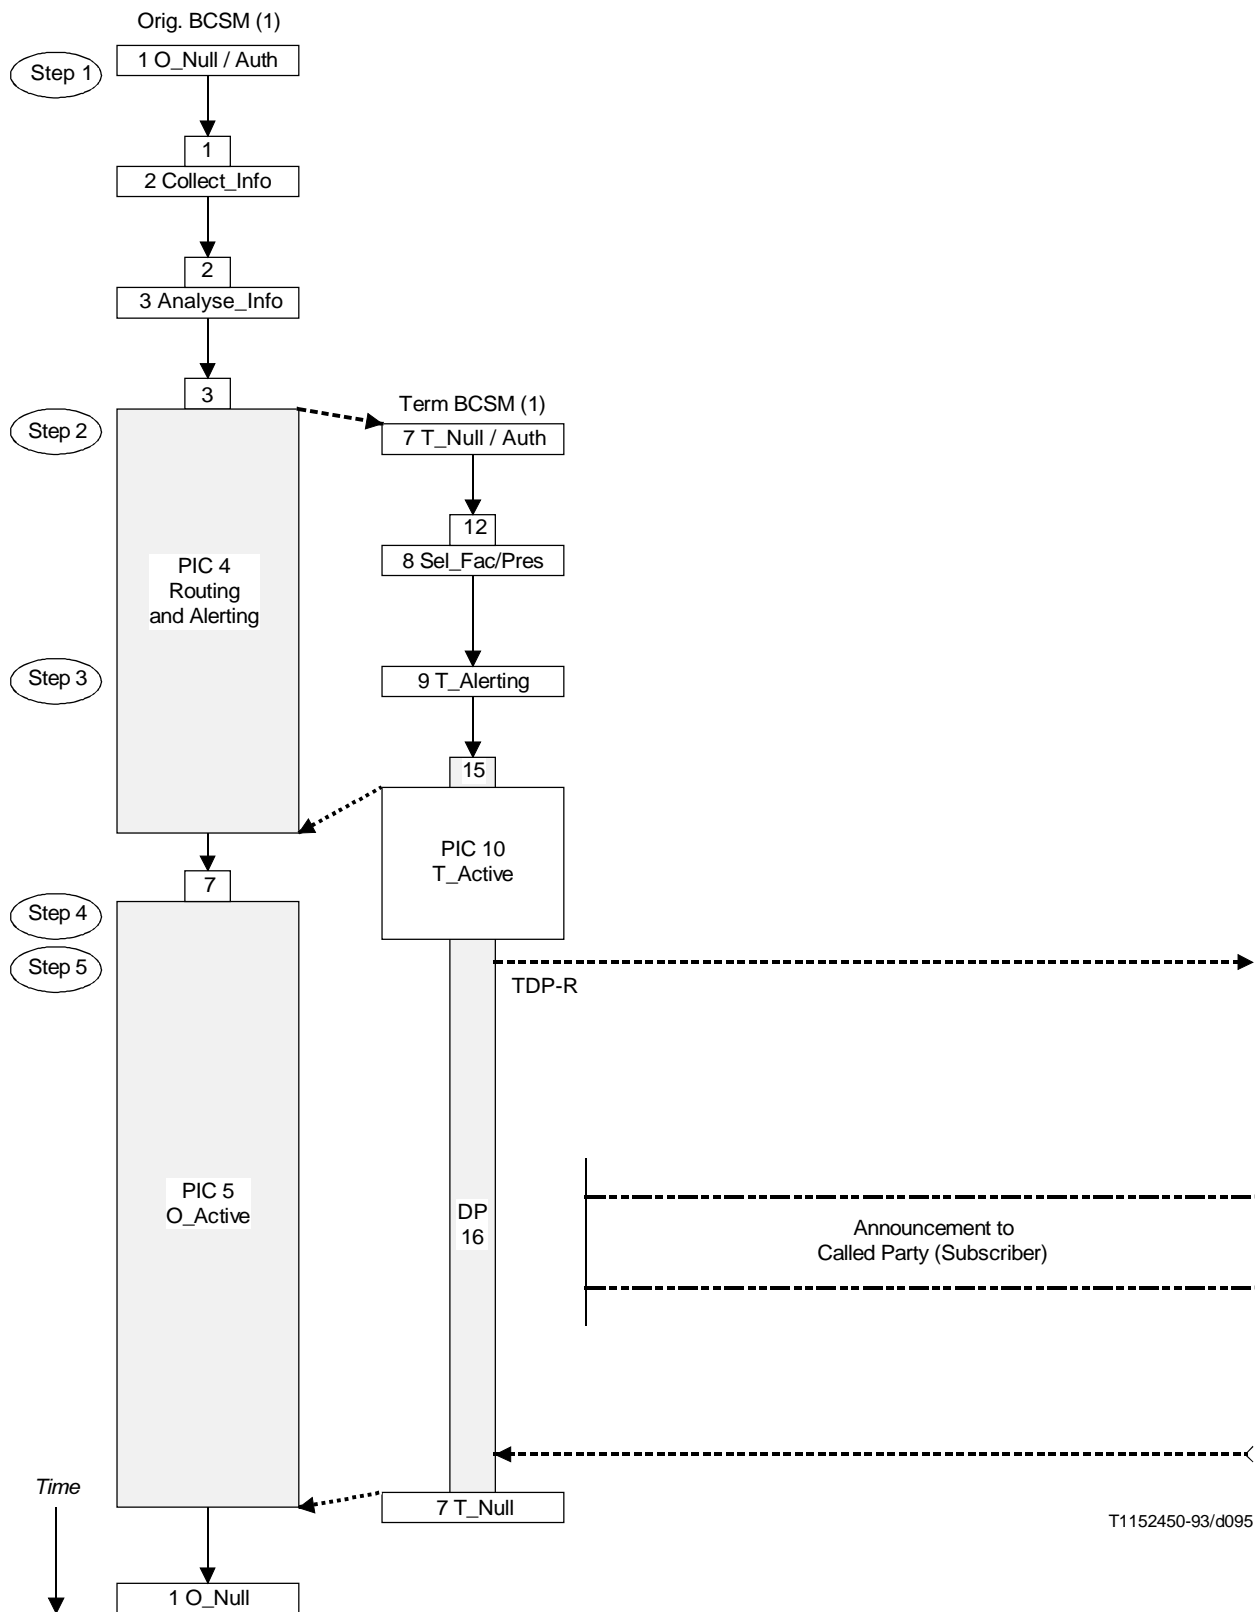 Orig. BCSM (1)
Step 1
1 O_Null / Auth
1
2 Collect_Info
2
3 Analyse_Info
3
Term BCSM (1)
Step 2
7 T_Null / Auth
12
8 Sel_Fac/Pres
PIC 4
Routing
and Alerting
Step 3
9 T_Alerting
15
PIC 10
T_Active
7
Step 4
Step 5
TDP-R
PIC 5
O_Active
DP
16
Announcement to
Called Party (Subscriber)
Time
7 T_Null
T1152450-93/d095
1 O_Null